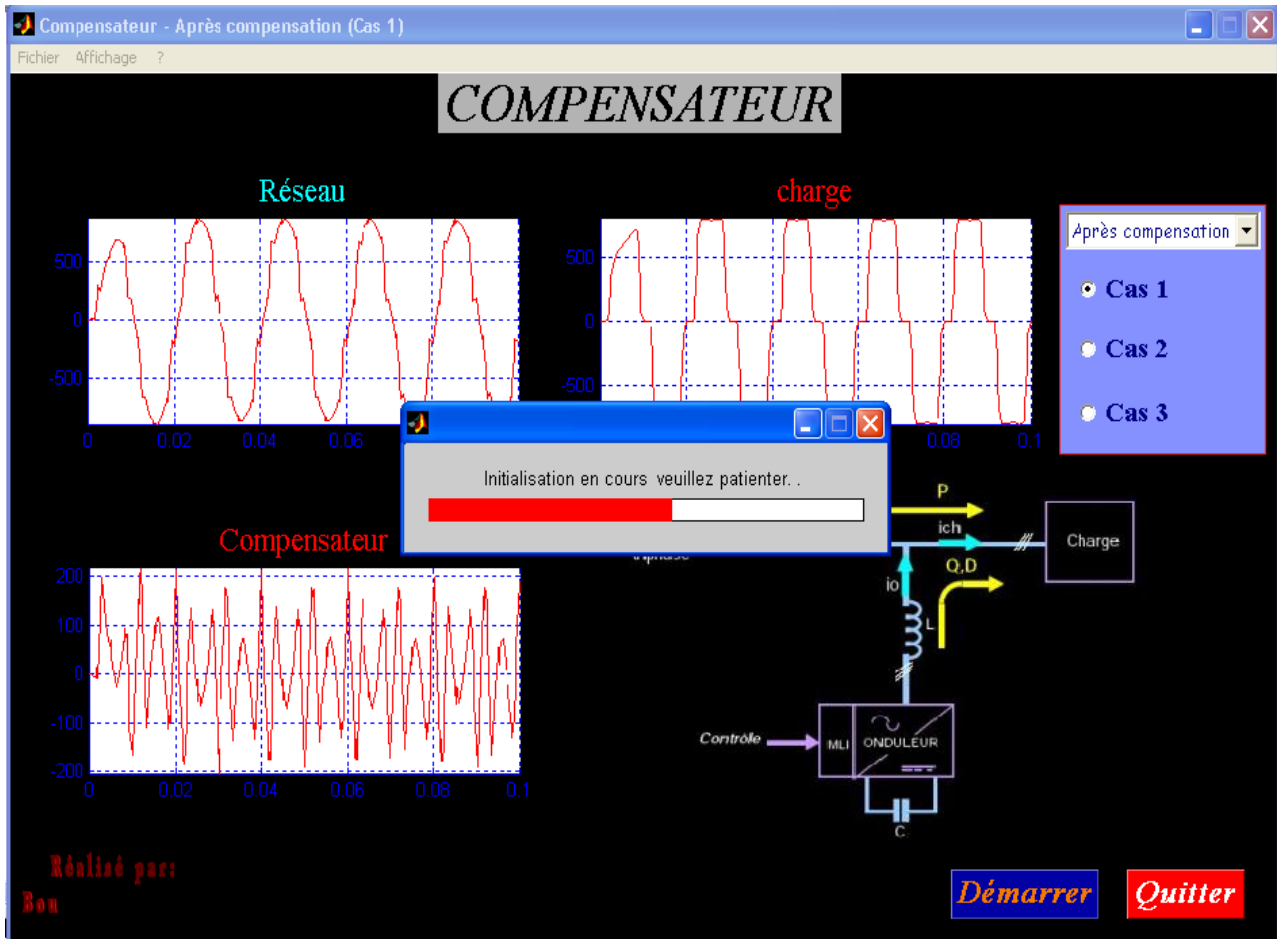 Compensateur - Après compensation (Cas 1)
Fichier Affichage ?
COMPENSATEUR
Réseau
charge
500
0
-500
0
0.02
0.04
0.06
500
0
-500
0.08
0.1
Après compensation
Cas 1
Cas 2
Cas 3
Initialisation en cours veuillez patienter. .
Compensateur
200
100
0
-100
-200
0
0.02
0.04
0.06
0.08
0.1
P
ich
Charge
Q,D
io
L
Contrôle
MLI
ONDULEUR
C
Réalisé par:
Bon
Démarrer
Quitter